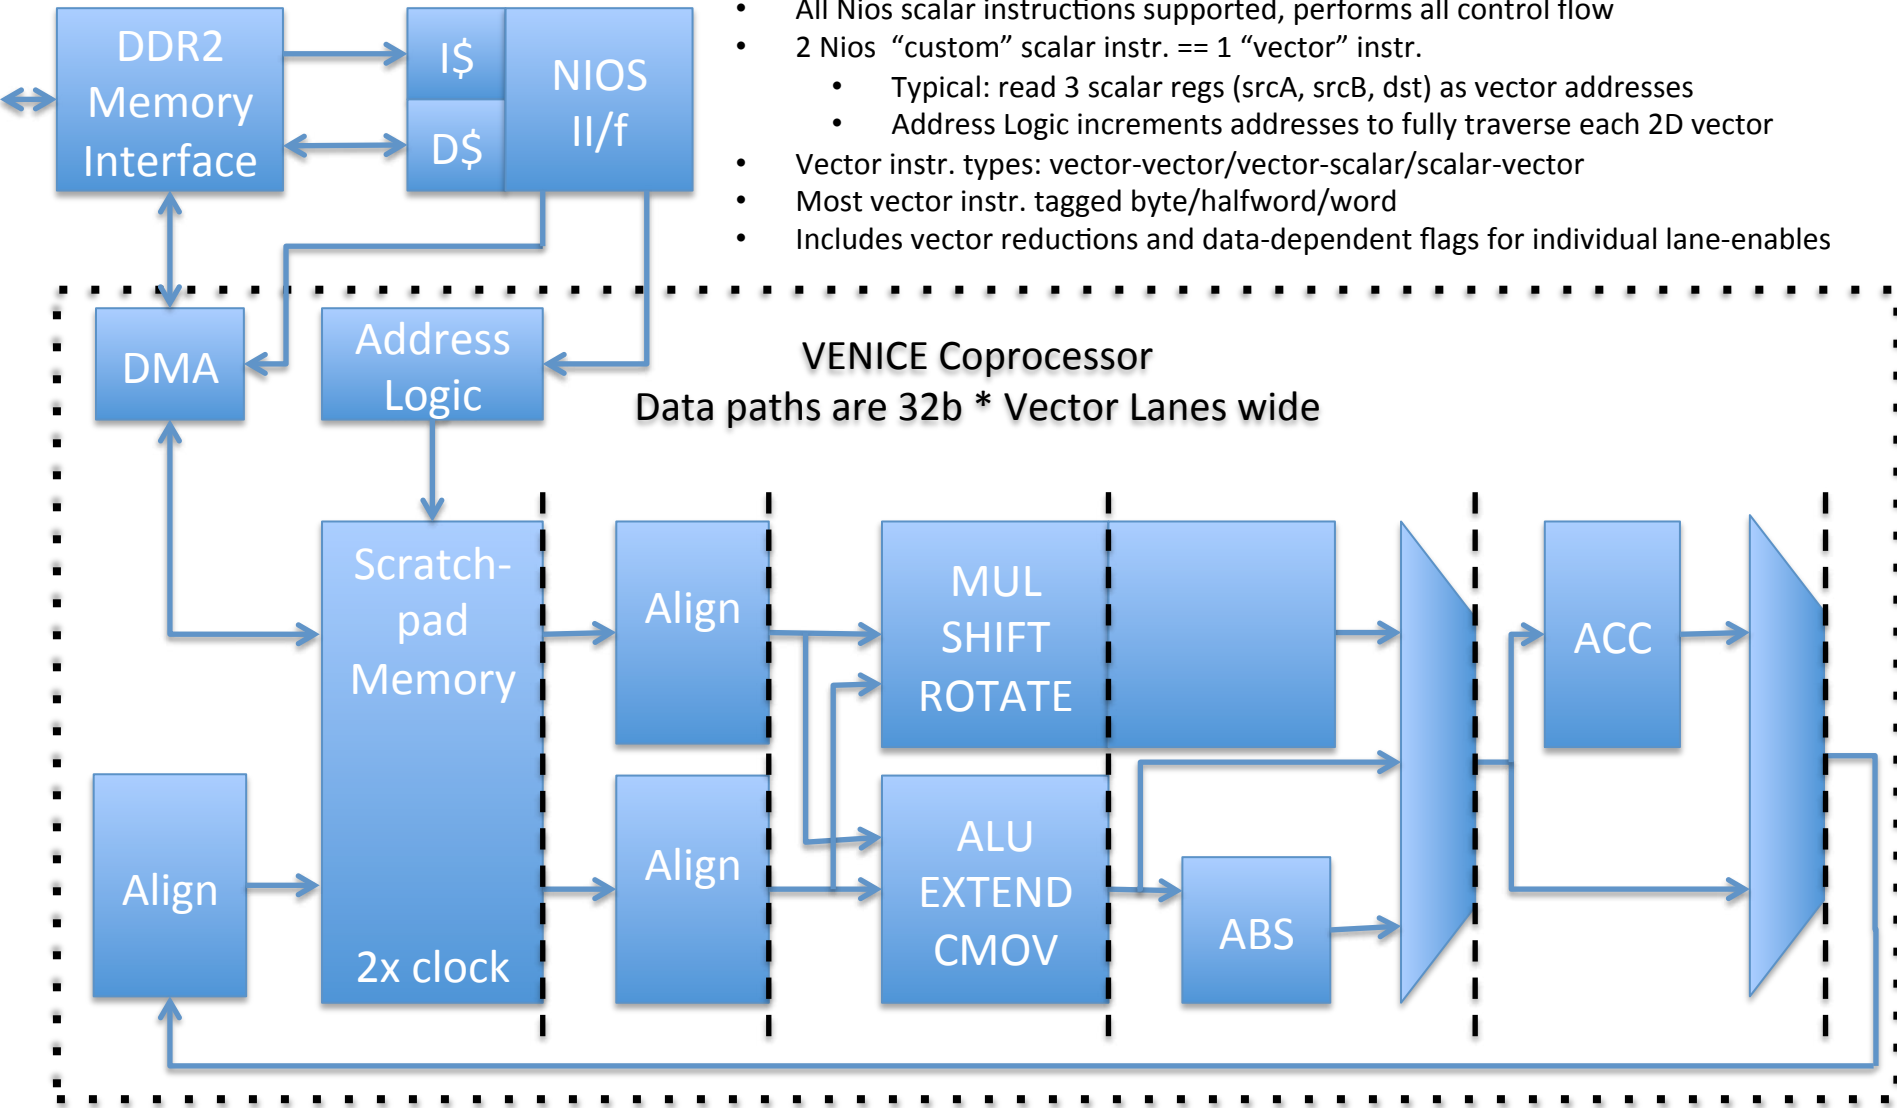 • All Nios scalar instructions supported, performs all control flow
• 2 Nios “custom” scalar instr. == 1 “vector” instr.
• Typical: read 3 scalar regs (srcA, srcB, dst) as vector addresses
• Address Logic increments addresses to fully traverse each 2D vector
• Vector instr. types: vector-vector/vector-scalar/scalar-vector
• Most vector instr. tagged byte/halfword/word
• Includes vector reductions and data-dependent flags for individual lane-enables
DDR2
Memory
Interface
I$
D$
NIOS
II/f
DMA
Address
Logic
VENICE Coprocessor
Data paths are 32b * Vector Lanes wide
Scratch-
pad
Memory
2x clock
Align
Align
Align
MUL
SHIFT
ROTATE
ALU
EXTEND
CMOV
ABS
ACC